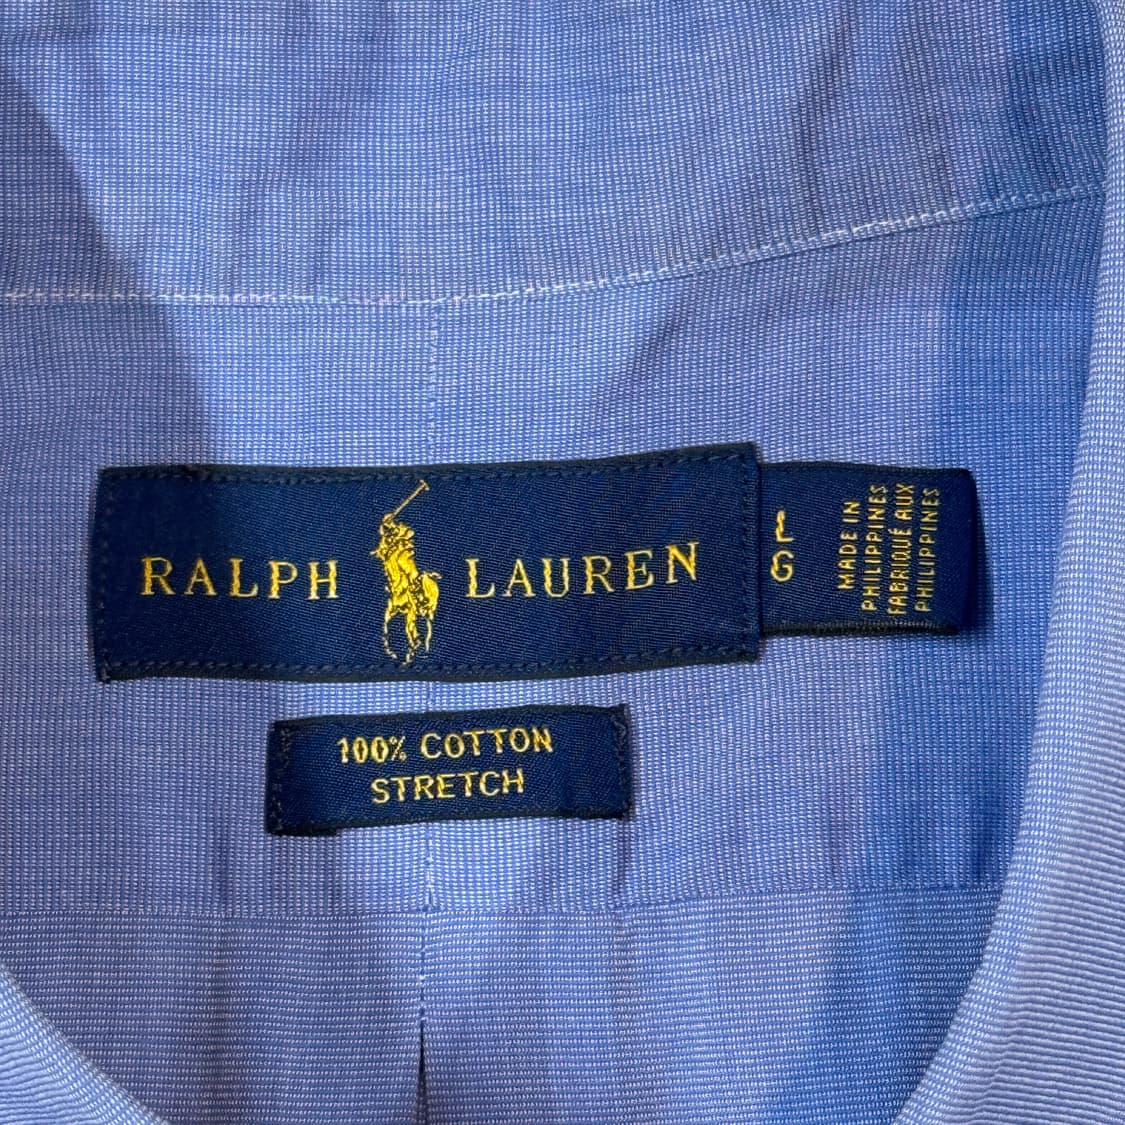 RALPH LAUREN
L
G
MADE IN
PHILIPPINES
FABRIQUÉ AUX
PHILIPPINES
100% COTTON
STRETCH